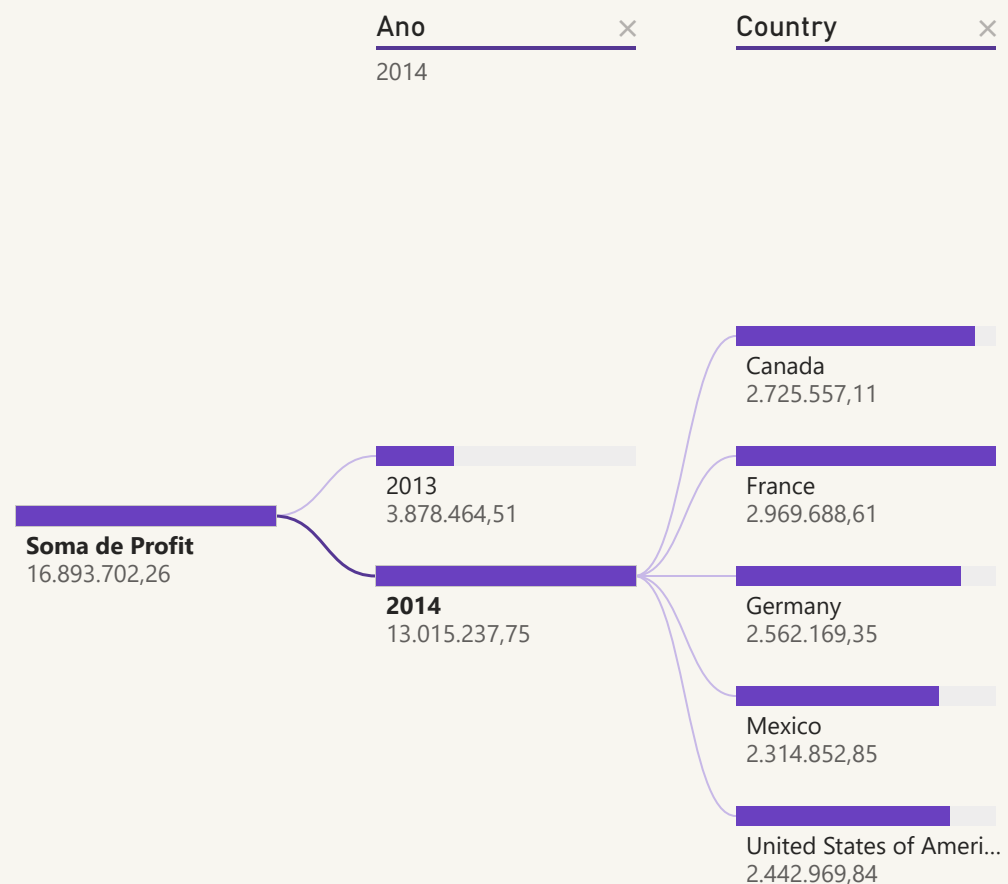 Ano
2014
Country
Soma de Profit
16.893.702,26
2013
3.878.464,51
2014
13.015.237,75
Canada
2.725.557,11
France
2.969.688,61
Germany
2.562.169,35
Mexico
2.314.852,85
United States of Ameri...
2.442.969,84